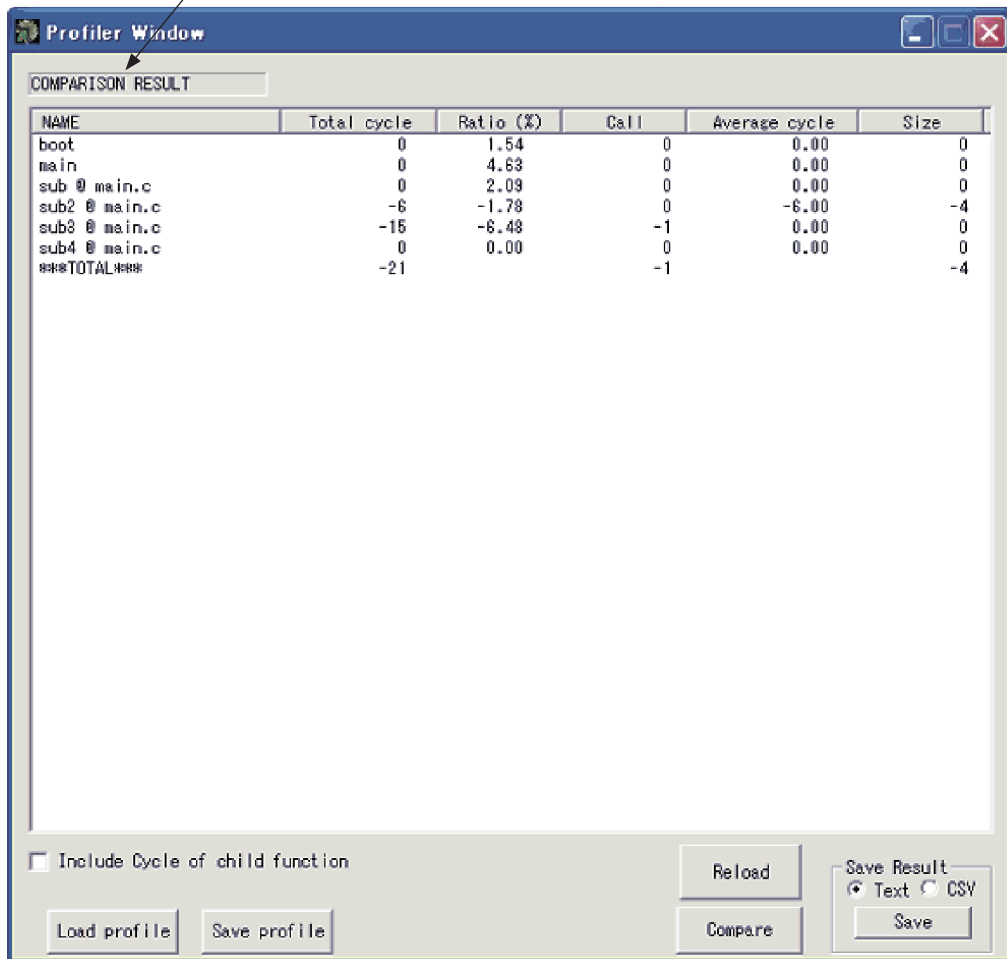 Profiler Window
COMPARISON RESULT
NAME Total cycle Ratio (%) Call Average cycle Size
boot 0 1.54 0 0.00 0
main 0 4.63 0 0.00 0
sub @ main.c 0 2.09 0 0.00 0
sub2 @ main.c -6 -1.78 0 -6.00 -4
sub3 @ main.c -15 -6.48 -1 0.00 0
sub4 @ main.c 0 0.00 0 0.00 0
***TOTAL*** -21 -1 -4
Include Cycle of child function
Reload
Save Result
Text CSV
Load profile Save profile Compare Save